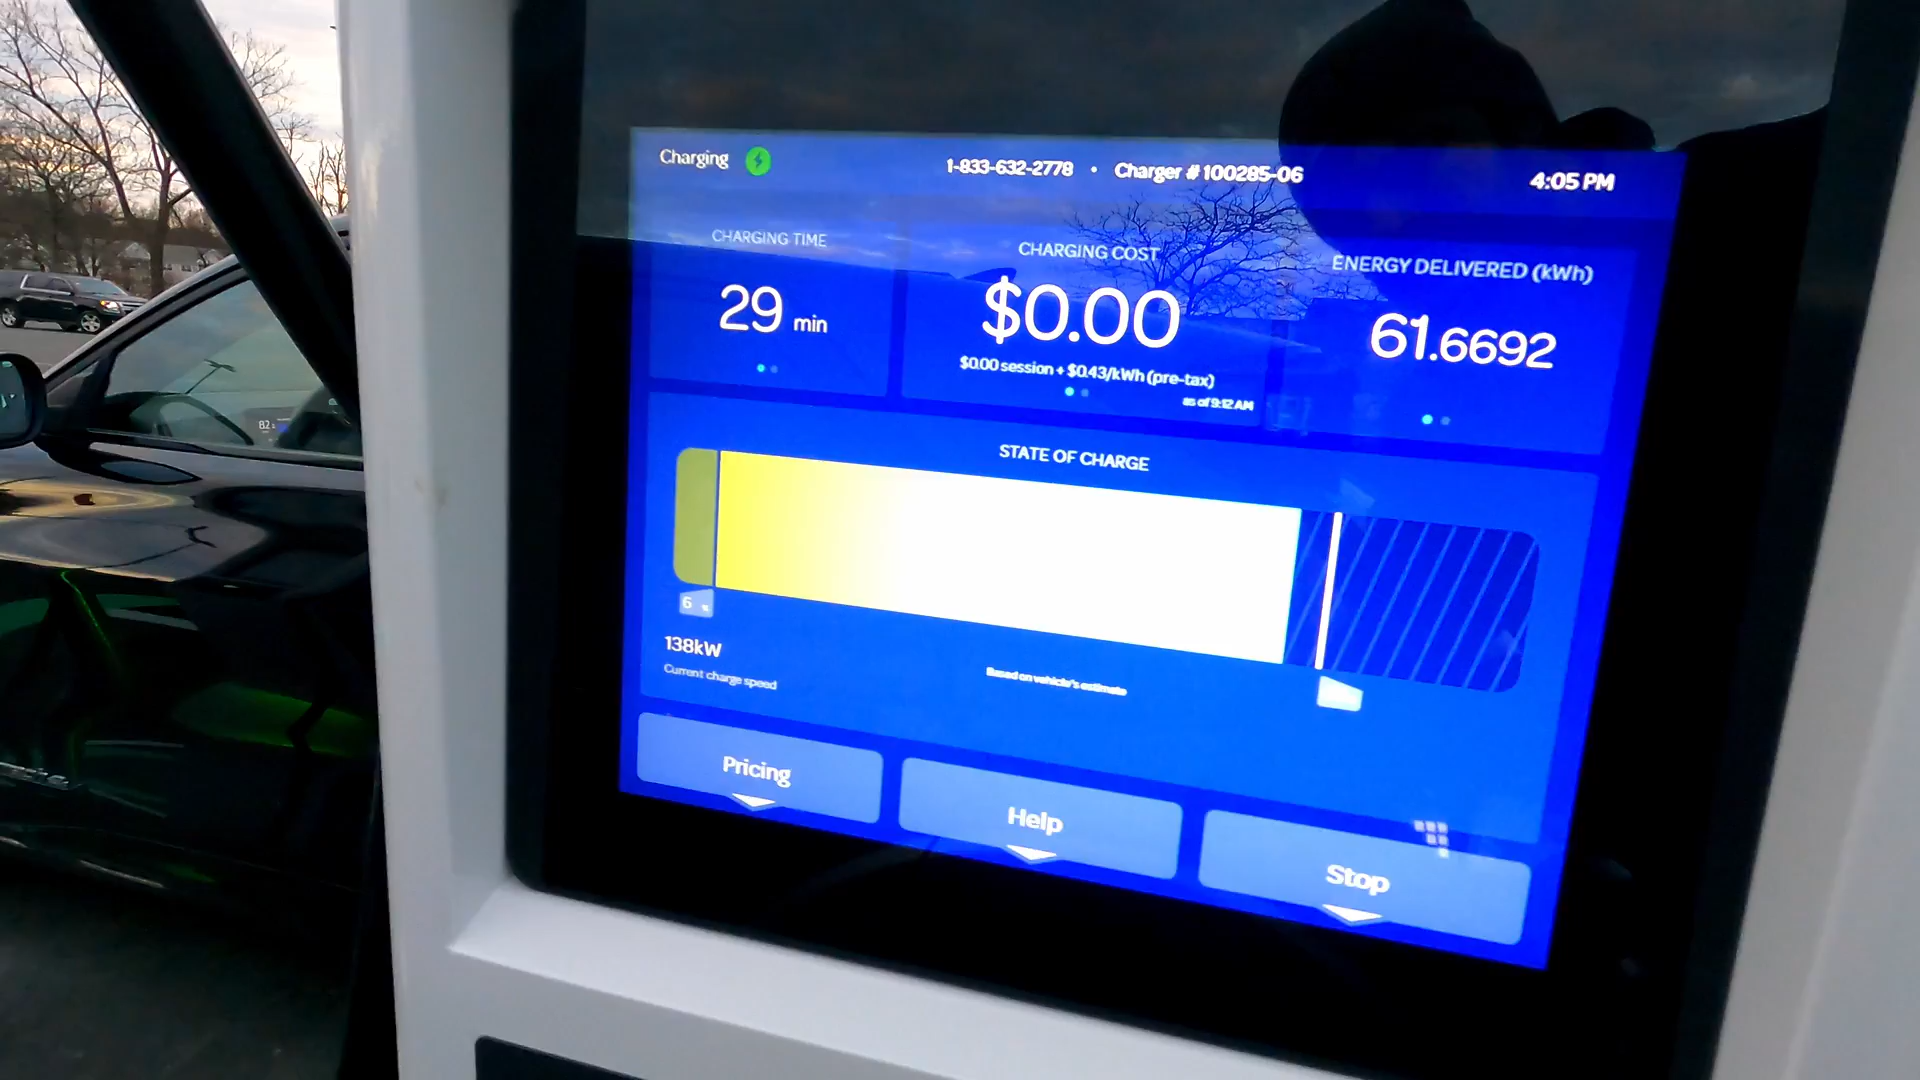 Charging
1-833-632-2778 • Charger # 100285-06
4:05 PM
CHARGING TIME
29 min
CHARGING COST
$0.00
$0.00 session + $0.43/kWh (pre-tax)
as of 9:12 AM
ENERGY DELIVERED (kWh)
61.6692
STATE OF CHARGE
6 %
138kW
Current charge speed
Based on vehicle's estimate
Pricing
Help
Stop
82